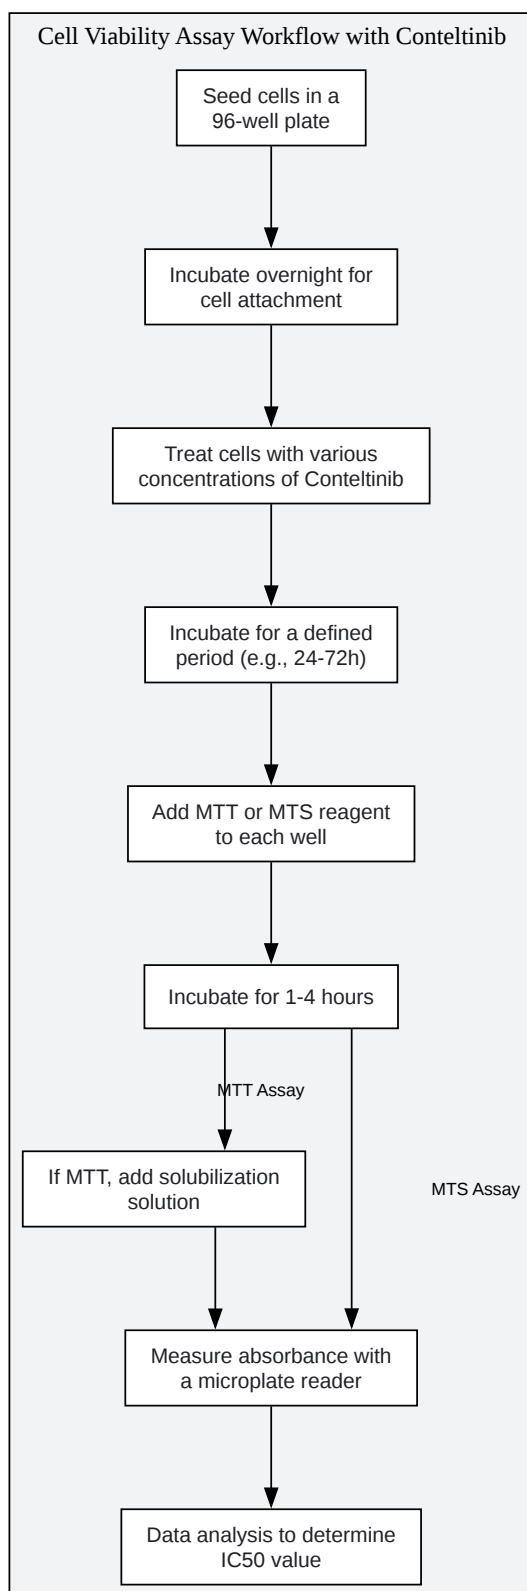 Cell Viability Assay Workflow with Conteltinib
Seed cells in a
96-well plate
Incubate overnight for
cell attachment
Treat cells with various
concentrations of Conteltinib
Incubate for a defined
period (e.g., 24-72h)
Add MTT or MTS reagent
to each well
Incubate for 1-4 hours
MTT Assay
If MTT, add solubilization
solution
MTS Assay
Measure absorbance with
a microplate reader
Data analysis to determine
IC50 value